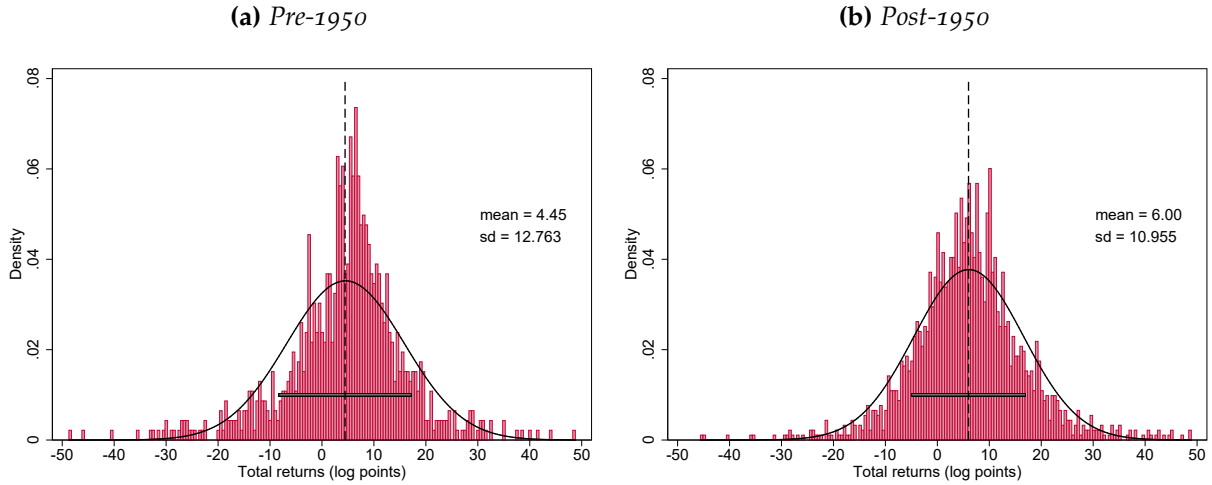 (a) Pre-1950
.08
.06
.04
.02
0
Density
mean = 4.45
sd = 12.763
-50 -40 -30 -20 -10 0 10 20 30 40 50
Total returns (log points)
(b) Post-1950
.08
.06
.04
.02
0
Density
mean = 6.00
sd = 10.955
-50 -40 -30 -20 -10 0 10 20 30 40 50
Total returns (log points)